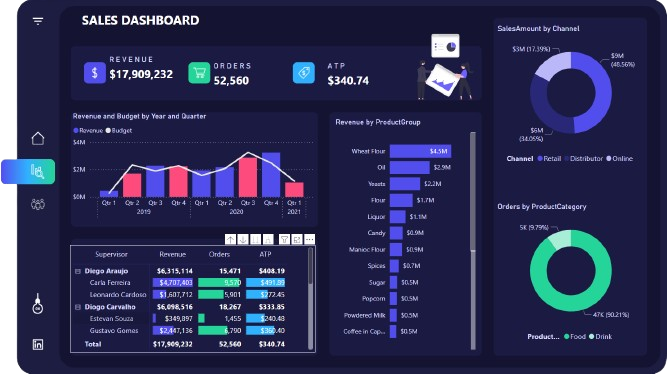 SALES DASHBOARD
REVENUE
$17,909,232
ORDERS
52,560
ATP
$340.74
Revenue and Budget by Year and Quarter
Revenue Budget
$4M
$2M
$0M
Qtr 1 Qtr 2 Qtr 3 Qtr 4 Qtr 1 Qtr 2 Qtr 3 Qtr 4 Qtr 1
2019 2020 2021
Supervisor Revenue Orders ATP
Diego Araujo $6,315,114 15,471 $408.19
Carla Ferreira $4,707,403 9,570 $491.89
Leonardo Cardoso $1,607,712 5,901 $272.45
Diego Carvalho $6,098,516 18,267 $333.85
Estevan Souza $349,897 1,455 $240.48
Gustavo Gomes $2,447,136 6,790 $360.40
Total $17,909,232 52,560 $340.74
Revenue by ProductGroup
Wheat Flour $4.5M
Oil $2.9M
Yeasts $2.2M
Flour $1.7M
Liquor $1.1M
Candy $0.9M
Manioc Flour $0.9M
Spices $0.7M
Sugar $0.5M
Popcorn $0.5M
Powdered Milk $0.5M
Coffee in Cap... $0.5M
SalesAmount by Channel
$3M (17.39%)
$9M
(48.56%)
$6M
(34.05%)
Channel Retail Distributor Online
Orders by ProductCategory
5K (9.79%)
47K (90.21%)
Product... Food Drink
in